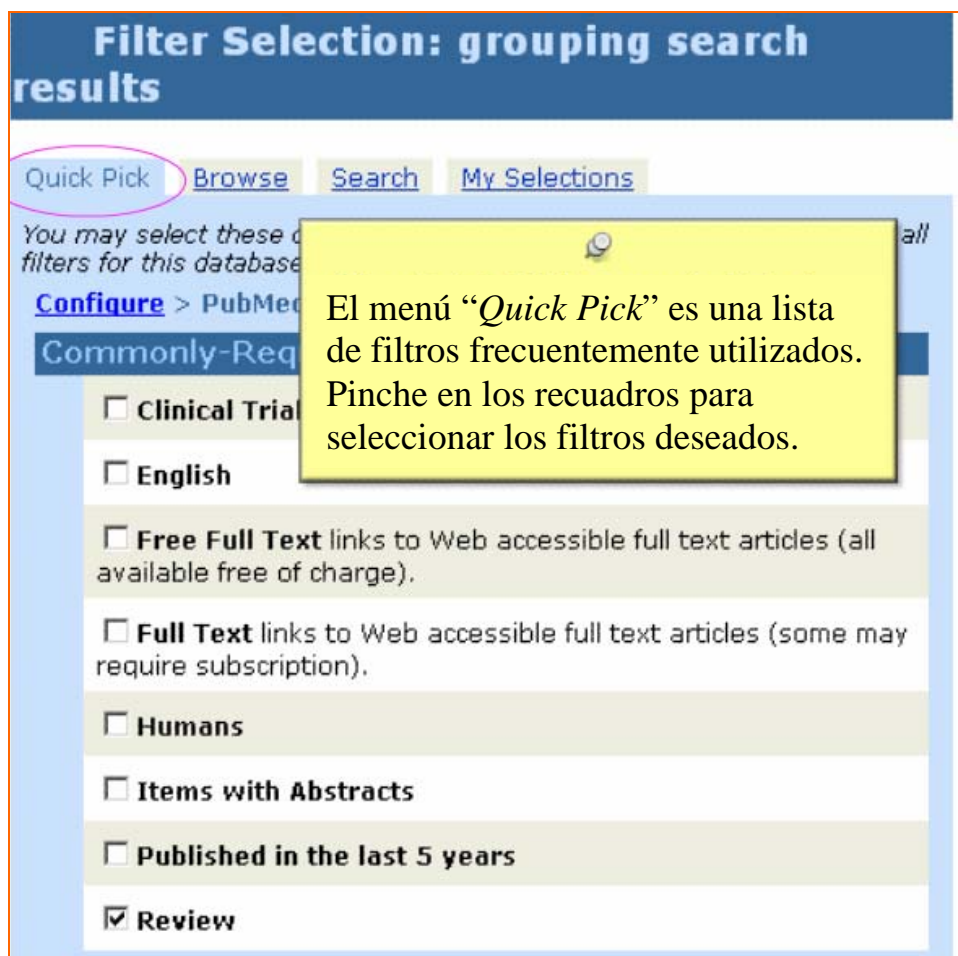 Filter Selection: grouping search
results
Quick Pick Browse Search My Selections
You may select these all
filters for this database
Configure > PubMed
El menú “Quick Pick” es una lista
de filtros frecuentemente utilizados.
Pinche en los recuadros para
seleccionar los filtros deseados.
Clinical Trial
English
Free Full Text links to Web accessible full text articles (all
available free of charge).
Full Text links to Web accessible full text articles (some may
require subscription).
Humans
Items with Abstracts
Published in the last 5 years
Review